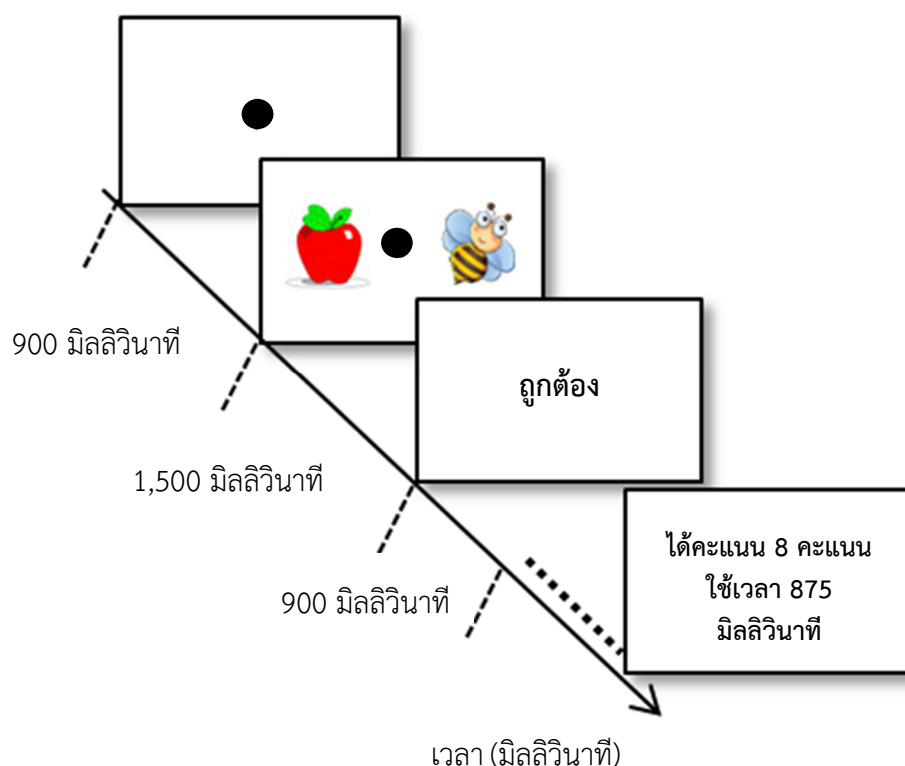 900 มิลลิวินาที
ถูกต้อง
1,500 มิลลิวินาที
ได้คะแนน 8 คะแนน
ใช้เวลา 875
มิลลิวินาที
900 มิลลิวินาที
เวลา (มิลลิวินาที)